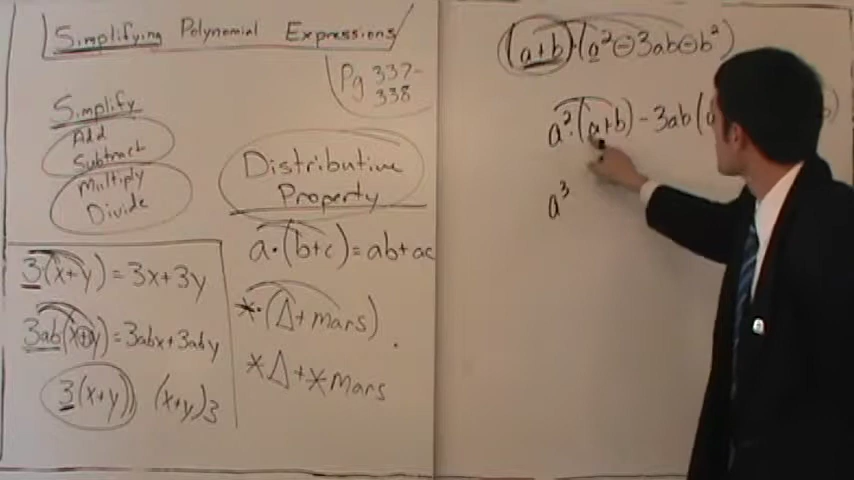 Simplifying Polynomial Expressions
Pg 337-
338
Simplify
Add
Subtract
Multiply
Divide
Distributive
Property
3(x+y) = 3x+3y
3ab(x+y) = 3abx+3aby
3(x+y) (x+y)3
a·(b+c) = ab+ac
*·(Δ+mars)
*Δ+*mars
(a+b)·(a²-3ab-b²)
a²·(a+b) - 3ab(a
a³